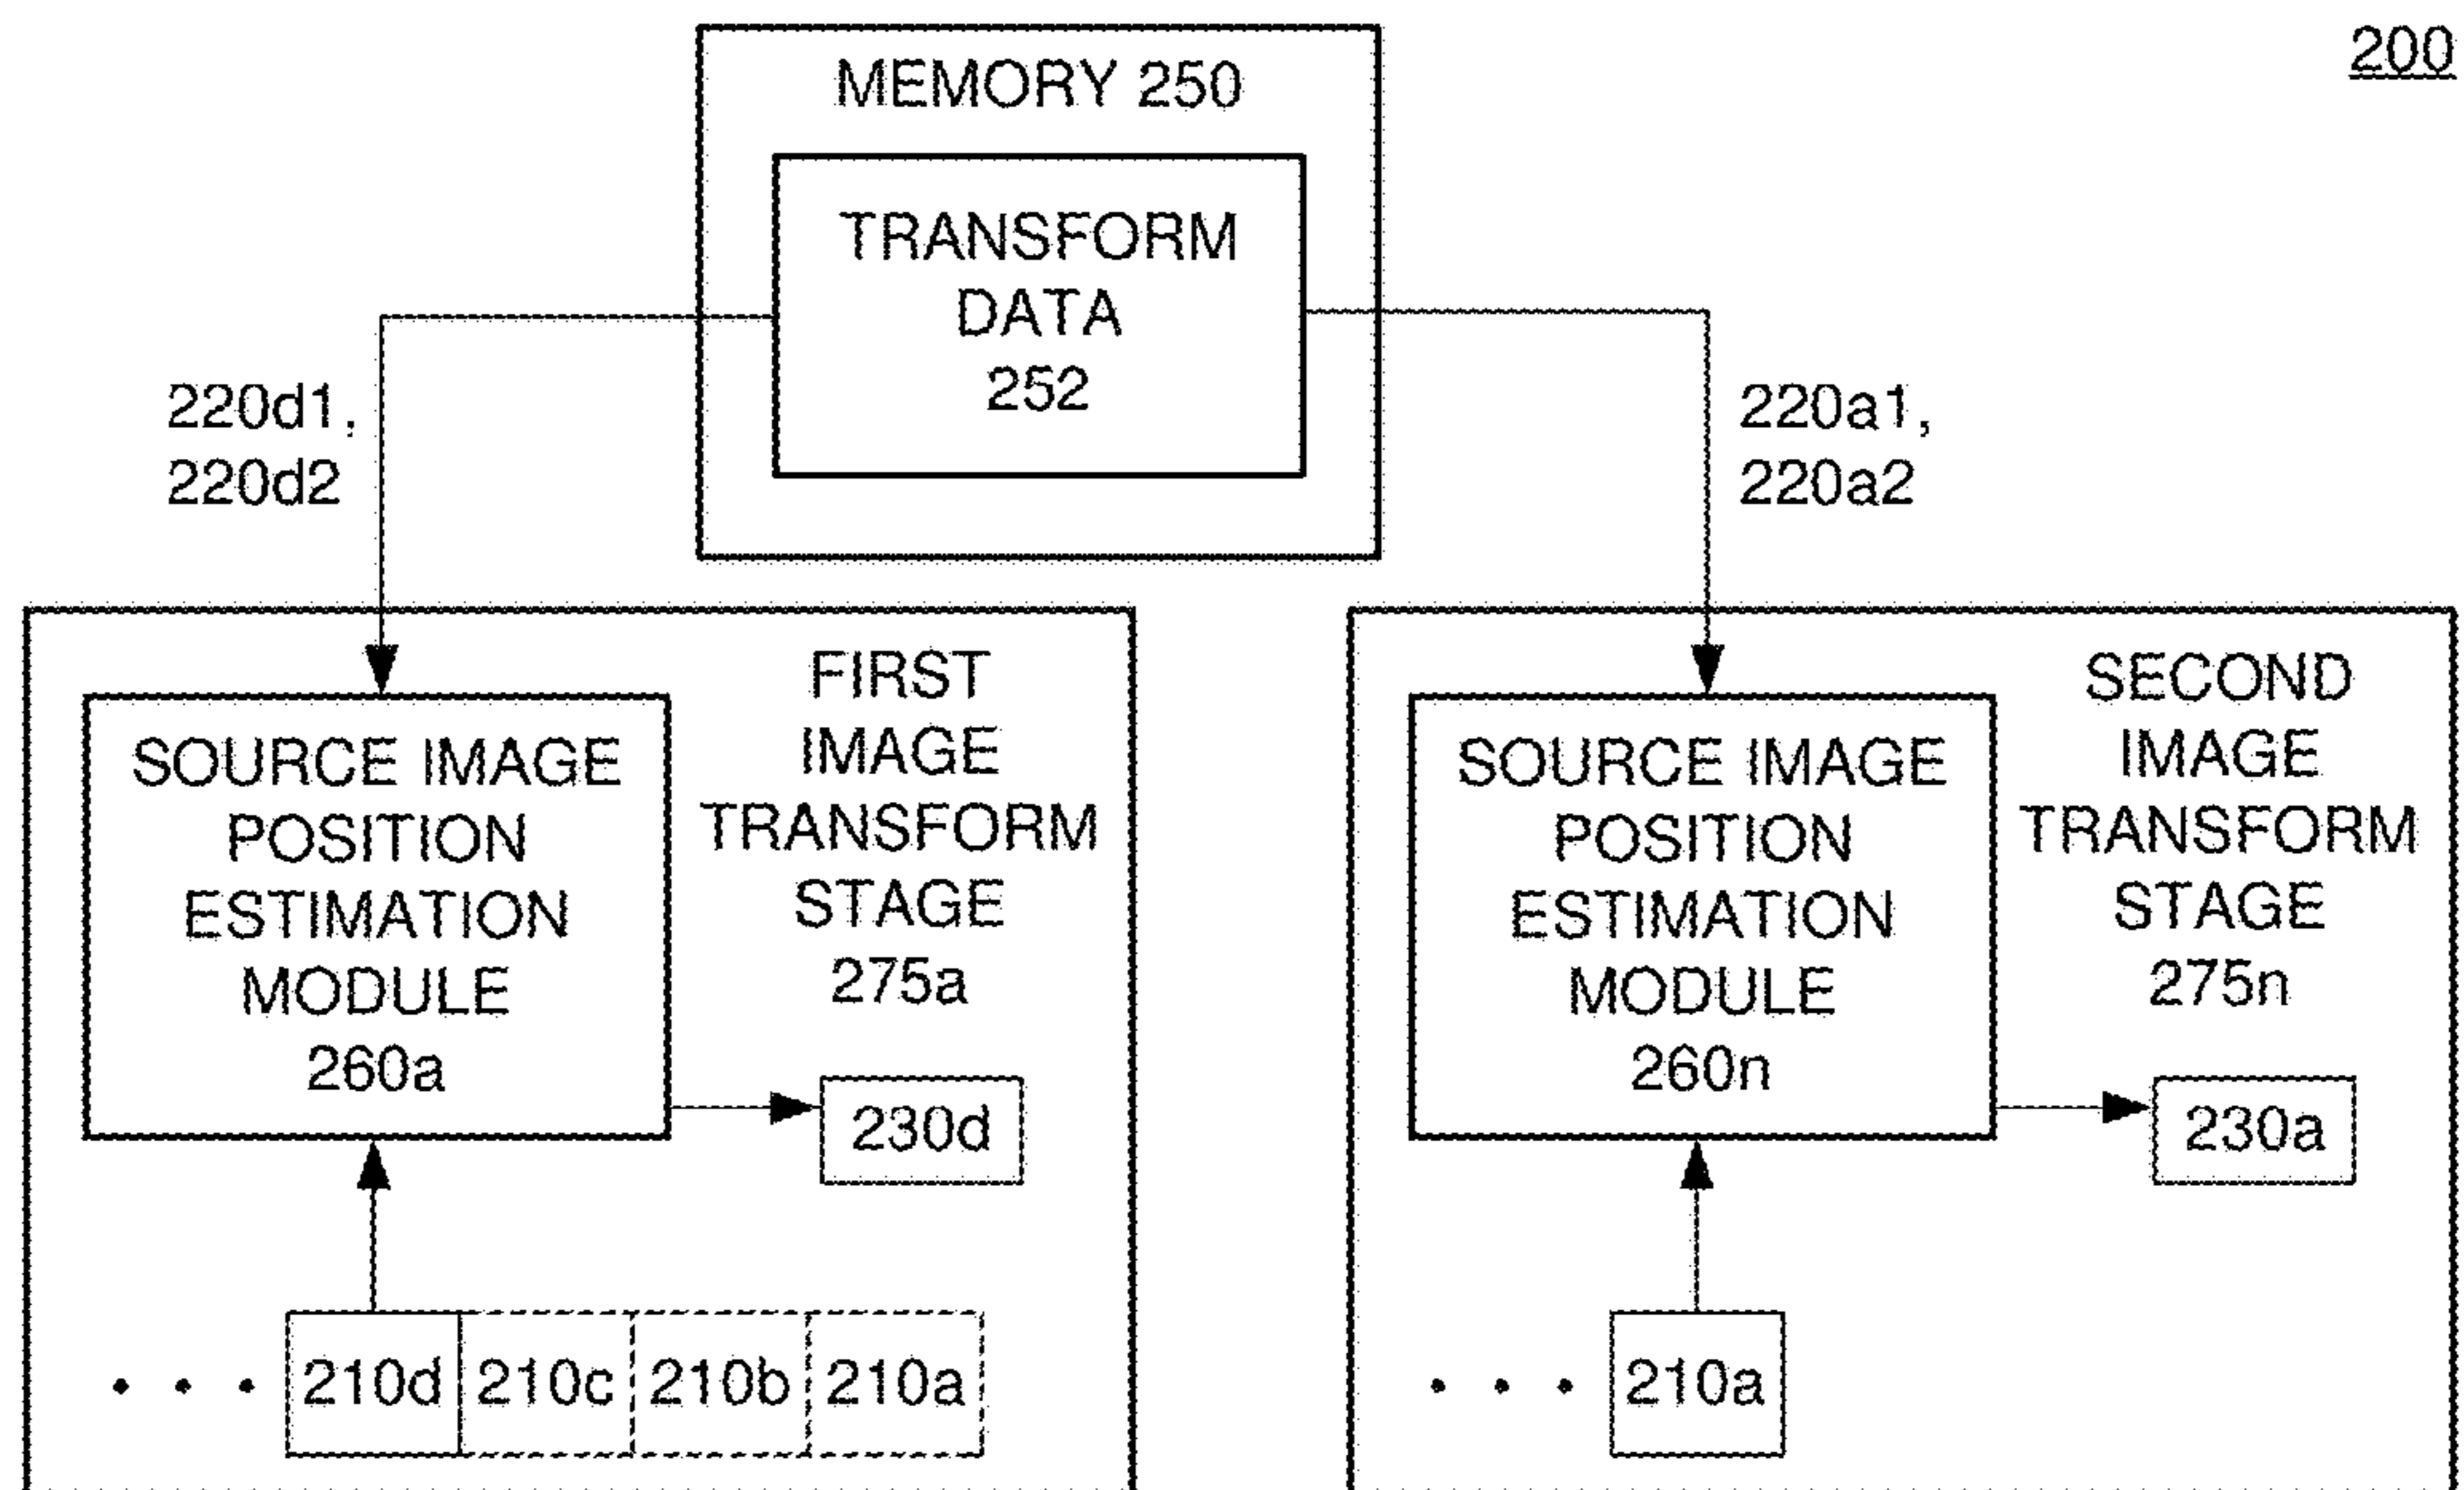 200
MEMORY 250
TRANSFORM
DATA
252
220d1,
220d2
220a1,
220a2
FIRST
IMAGE
TRANSFORM
STAGE
275a
SOURCE IMAGE
POSITION
ESTIMATION
MODULE
260a
230d
. . .
210d 210c 210b 210a
SECOND
IMAGE
TRANSFORM
STAGE
275n
SOURCE IMAGE
POSITION
ESTIMATION
MODULE
260n
230a
. . .
210a